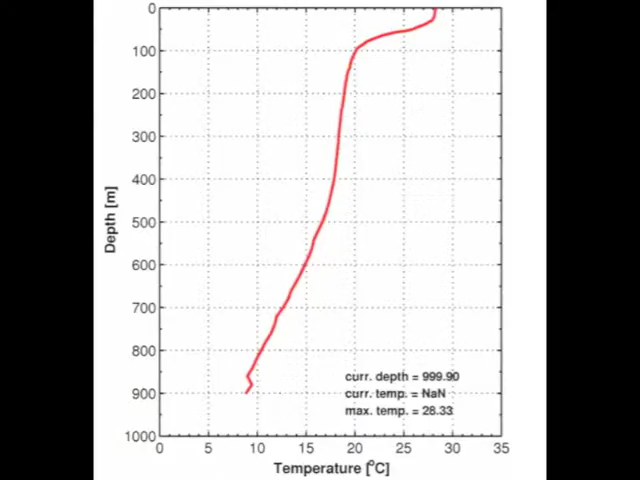 0
100
200
300
400
500
600
700
800
900
1000
Depth [m]
curr. depth = 999.90
curr. temp. = NaN
max. temp. = 28.33
0 5 10 15 20 25 30 35
Temperature [°C]